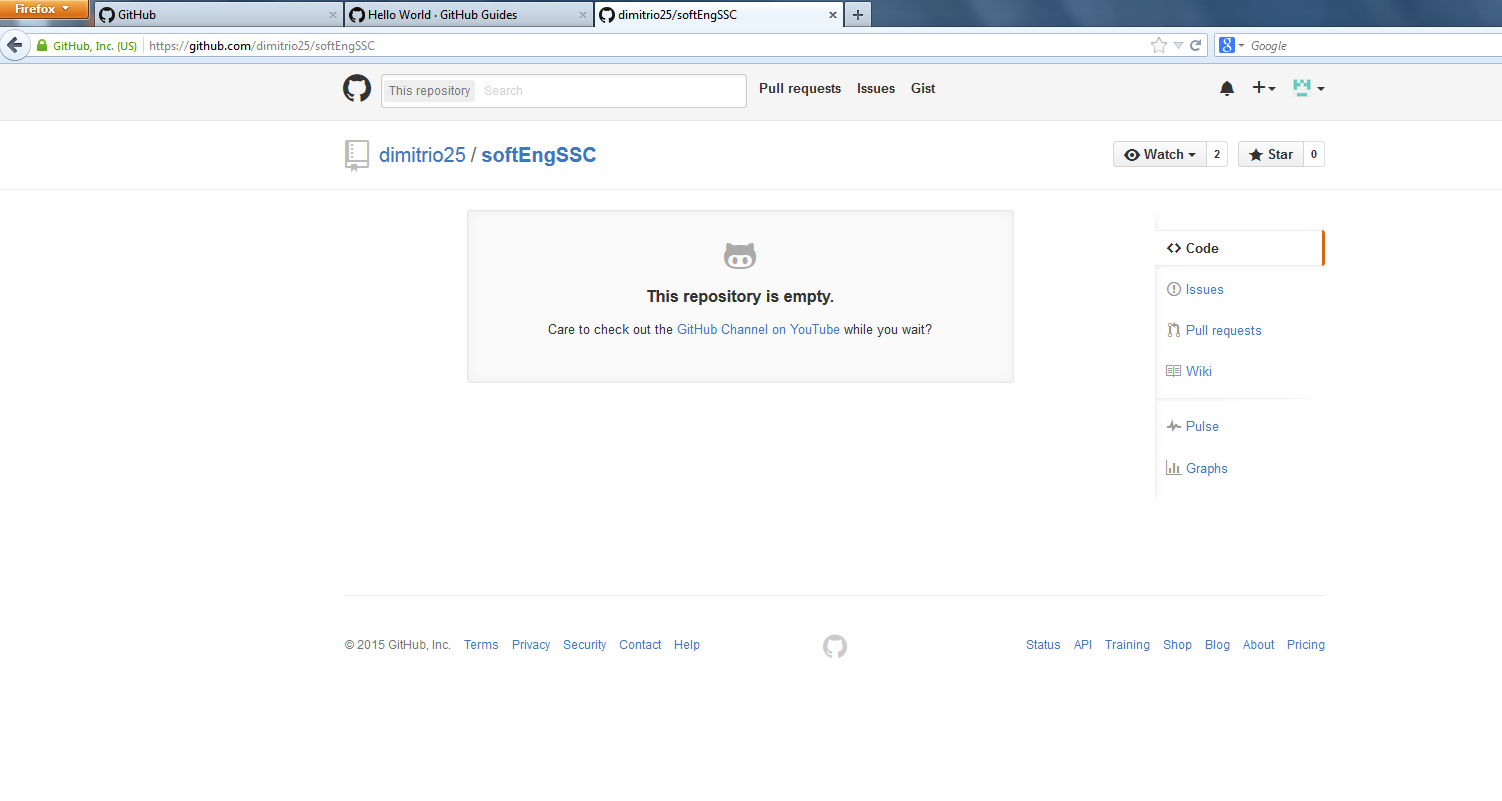 Firefox
GitHub
Hello World · GitHub Guides
dimitrio25/softEngSSC
GitHub, Inc. (US) https://github.com/dimitrio25/softEngSSC
8 Google
This repository Search Pull requests Issues Gist
dimitrio25 / softEngSSC
Watch 2 Star 0
This repository is empty.
Care to check out the GitHub Channel on YouTube while you wait?
Code
Issues
Pull requests
Wiki
Pulse
Graphs
© 2015 GitHub, Inc. Terms Privacy Security Contact Help
Status API Training Shop Blog About Pricing